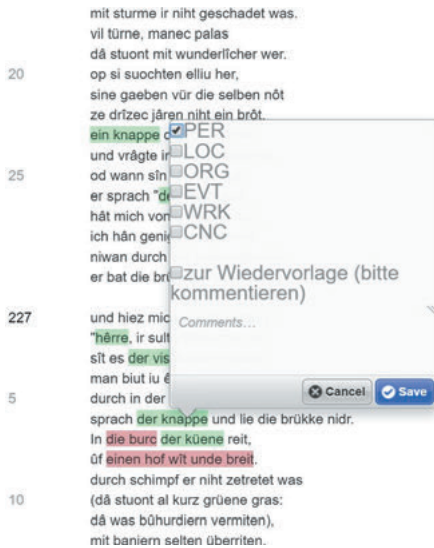 mit sturme ir niht geschadet was.
vil türne, manec palas
dâ stuont mit wunderlîcher wer.
20 op si suochten elliu her,
sine gaeben vür die selben nôt
ze drîzec jâren niht ein brôt.
ein knappe
und vrâgte
25 od wann sîn
er sprach
hât mich von
ich hân
niwan durch
er bat die
227 und hiez
"hêrre, ir sult
sît es der
man biut iu
5 durch in der
sprach der knappe und lie die brükke nidr.
In die burc der küene reit,
ûf einen hof wît unde breit.
durch schimpf er niht zetretet was
10 (dâ stuont al kurz grüene gras:
dâ was bûhurdiern vermiten),
mit baniern selten überriten,
PER
LOC
ORG
EVT
WRK
CNC
zur Wiedervorlage (bitte
kommentieren)
Comments…
Cancel Save